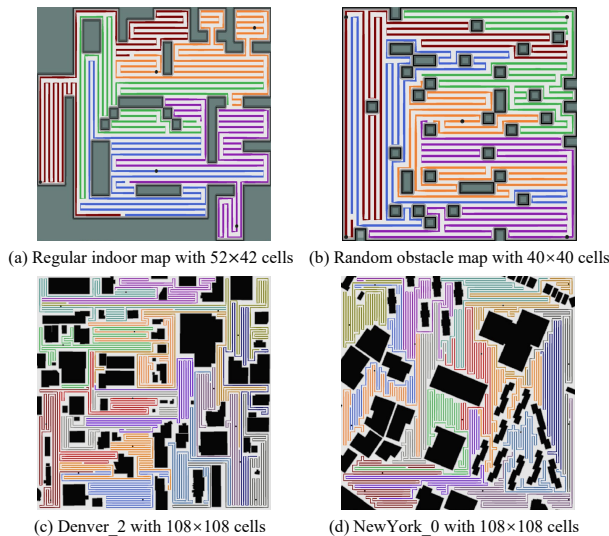 (a) Regular indoor map with 52×42 cells
(b) Random obstacle map with 40×40 cells
(c) Denver_2 with 108×108 cells
(d) NewYork_0 with 108×108 cells